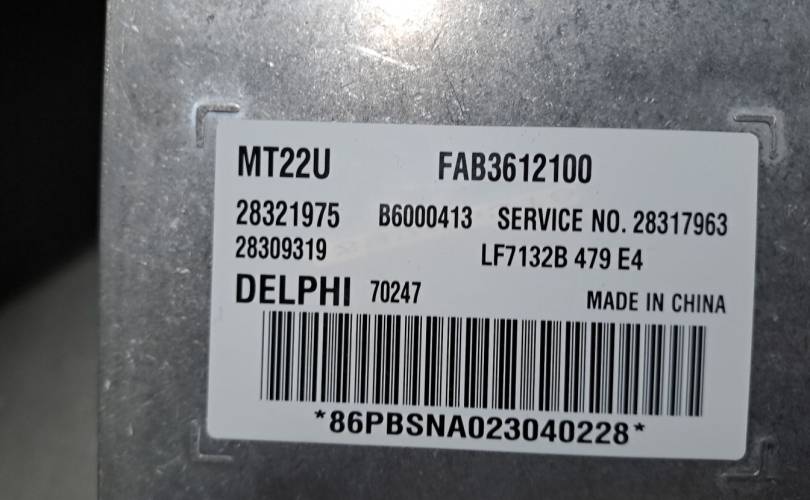 MT22U FAB3612100
28321975 B6000413 SERVICE NO. 28317963
28309319 LF7132B 479 E4
DELPHI 70247 MADE IN CHINA
*86PBSNA023040228*